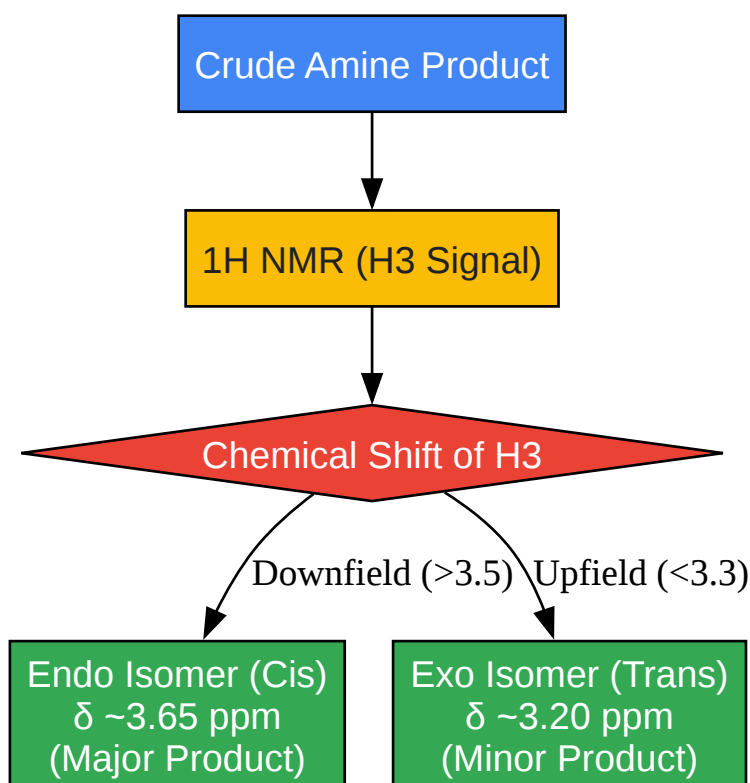 Crude Amine Product
1H NMR (H3 Signal)
Chemical Shift of H3
Downfield (>3.5)
Upfield (<3.3)
Endo Isomer (Cis)
δ ~3.65 ppm
(Major Product)
Exo Isomer (Trans)
δ ~3.20 ppm
(Minor Product)